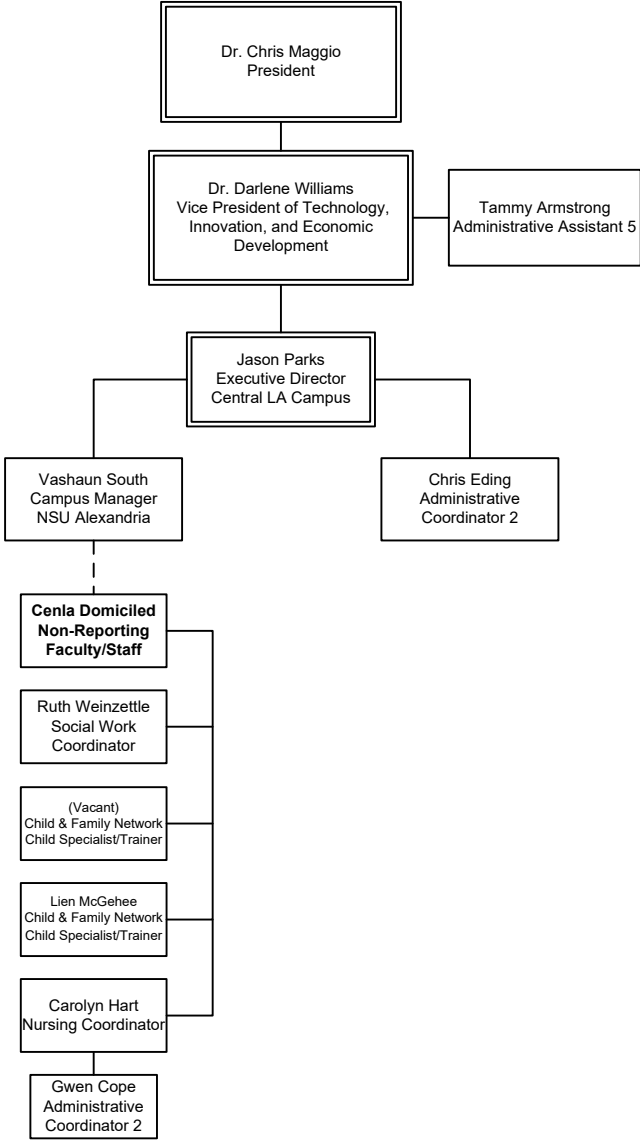 Dr. Chris Maggio
President
Dr. Darlene Williams
Vice President of Technology,
Innovation, and Economic
Development
Tammy Armstrong
Administrative Assistant 5
Jason Parks
Executive Director
Central LA Campus
Vashaun South
Campus Manager
NSU Alexandria
Chris Eding
Administrative
Coordinator 2
Cenla Domiciled
Non-Reporting
Faculty/Staff
Ruth Weinzettle
Social Work
Coordinator
(Vacant)
Child & Family Network
Child Specialist/Trainer
Lien McGehee
Child & Family Network
Child Specialist/Trainer
Carolyn Hart
Nursing Coordinator
Gwen Cope
Administrative
Coordinator 2